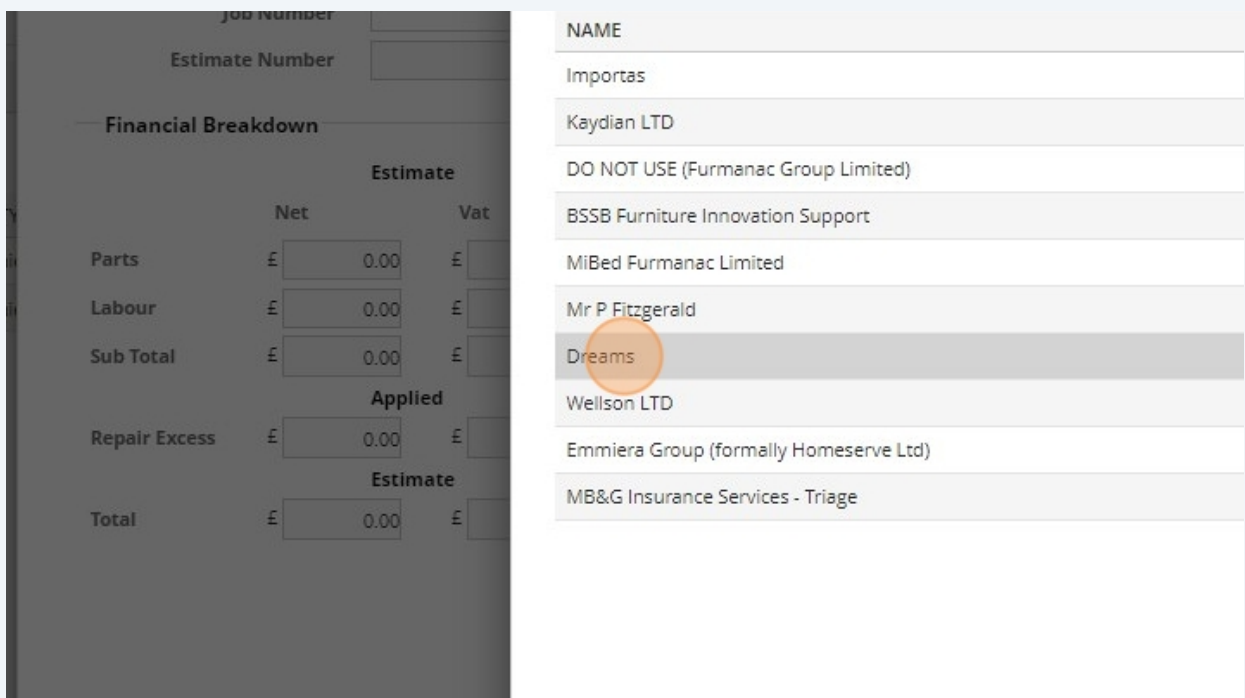 Job Number
Estimate Number
Financial Breakdown
Estimate
Net Vat
Parts £ 0.00 £
Labour £ 0.00 £
Sub Total £ 0.00 £
Applied
Repair Excess £ 0.00 £
Estimate
Total £ 0.00 £
NAME
Importas
Kaydian LTD
DO NOT USE (Furmanac Group Limited)
BSSB Furniture Innovation Support
MiBed Furmanac Limited
Mr P Fitzgerald
Dreams
Wellson LTD
Emmiera Group (formally Homeserve Ltd)
MB&G Insurance Services - Triage